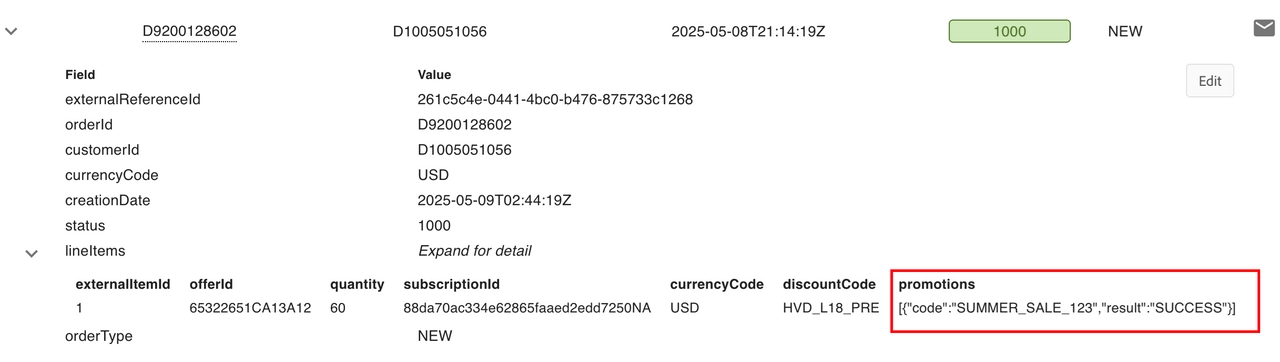 D9200128602 D1005051056 2025-05-08T21:14:19Z 1000 NEW
Field Value
Edit
externalReferenceId 261c5c4e-0441-4bc0-b476-875733c1268
orderId D9200128602
customerId D1005051056
currencyCode USD
creationDate 2025-05-09T02:44:19Z
status 1000
lineItems Expand for detail
externalItemId offerId quantity subscriptionId currencyCode discountCode promotions
1 65322651CA13A12 60 88da70ac334e62865faaed2edd7250NA USD HVD_L18_PRE [{"code":"SUMMER_SALE_123","result":"SUCCESS"}]
orderType NEW